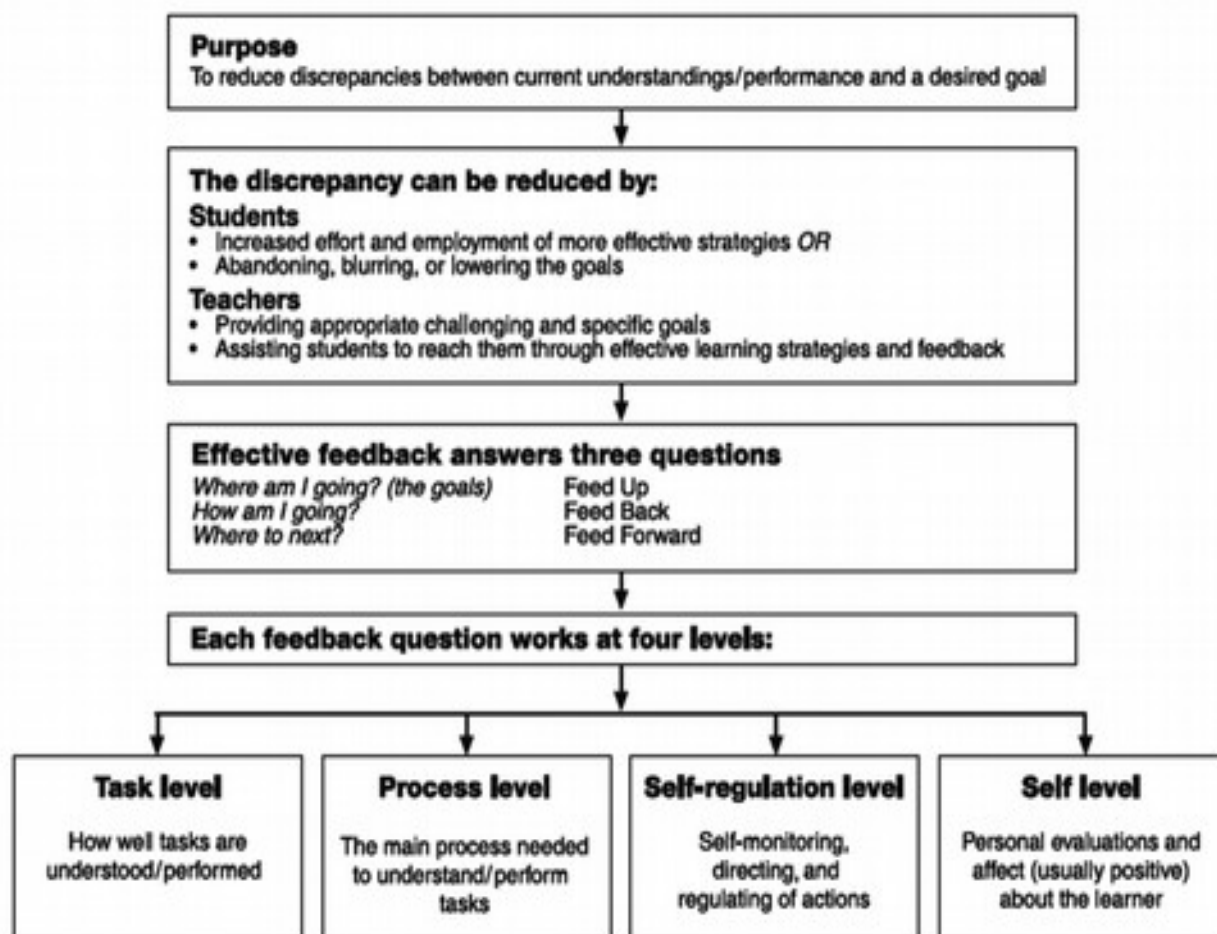 Purpose
To reduce discrepancies between current understandings/performance and a desired goal
The discrepancy can be reduced by:
Students
• Increased effort and employment of more effective strategies OR
• Abandoning, blurring, or lowering the goals
Teachers
• Providing appropriate challenging and specific goals
• Assisting students to reach them through effective learning strategies and feedback
Effective feedback answers three questions
Where am I going? (the goals) Feed Up
How am I going? Feed Back
Where to next? Feed Forward
Each feedback question works at four levels:
Task level
How well tasks are
understood/performed
Process level
The main process needed
to understand/perform
tasks
Self-regulation level
Self-monitoring,
directing, and
regulating of actions
Self level
Personal evaluations and
affect (usually positive)
about the learner